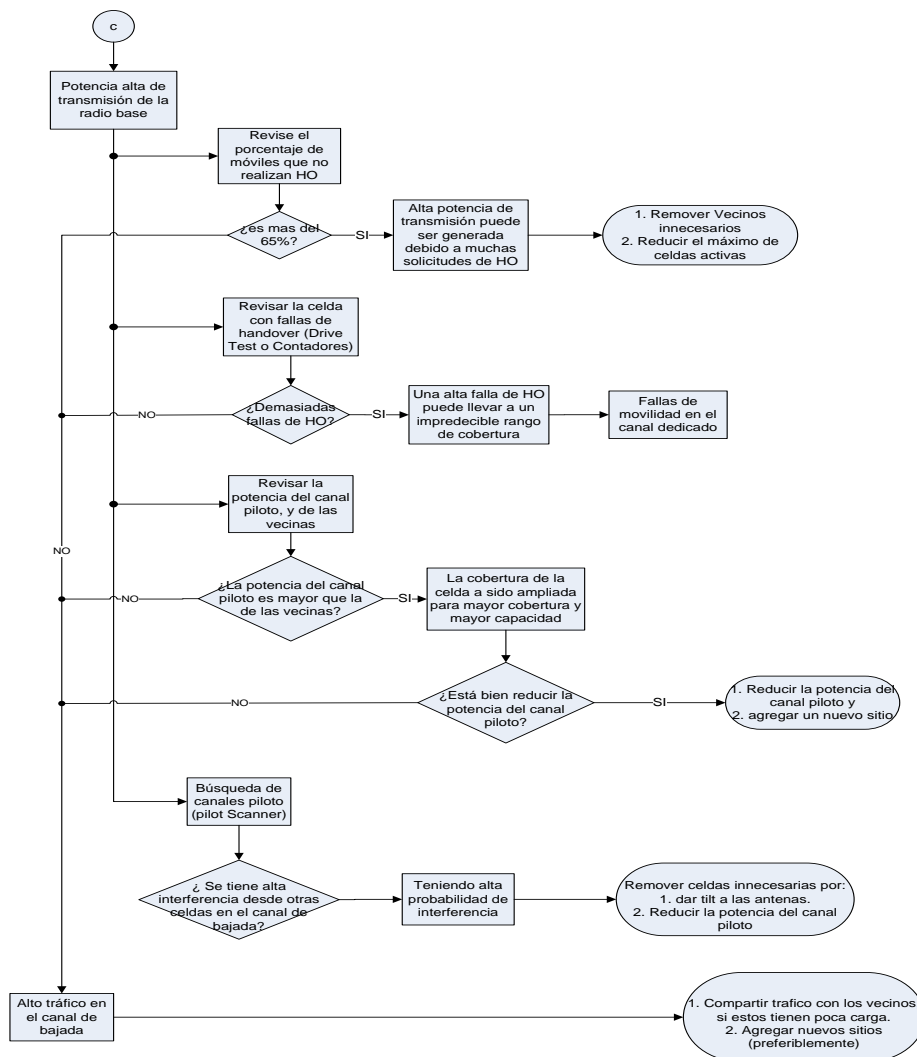 c
Potencia alta de
transmisión de la
radio base
Revise el
porcentaje de
móviles que no
realizan HO
¿es mas del
65%?
SI
Alta potencia de
transmisión puede
ser generada
debido a muchas
solicitudes de HO
1. Remover Vecinos
innecesarios
2. Reducir el máximo de
celdas activas
Revisar la celda
con fallas de
handover (Drive
Test o Contadores)
¿Demasiadas
fallas de HO?
NO
SI
Una alta falla de HO
puede llevar a un
impredecible rango
de cobertura
Fallas de
movilidad en el
canal dedicado
Revisar la
potencia del canal
piloto, y de las
vecinas
NO
¿La potencia del canal
piloto es mayor que la
de las vecinas?
NO
SI
La cobertura de la
celda a sido ampliada
para mayor cobertura y
mayor capacidad
¿Está bien reducir la
potencia del canal
piloto?
NO
SI
1. Reducir la potencia del
canal piloto y
2. agregar un nuevo sitio
Búsqueda de
canales piloto
(pilot Scanner)
¿ Se tiene alta
interferencia desde otras
celdas en el canal de
bajada?
Teniendo alta
probabilidad de
interferencia
Remover celdas innecesarias por:
1. dar tilt a las antenas.
2. Reducir la potencia del canal
piloto
Alto tráfico en
el canal de
bajada
1. Compartir trafico con los vecinos
si estos tienen poca carga.
2. Agregar nuevos sitios
(preferiblemente)